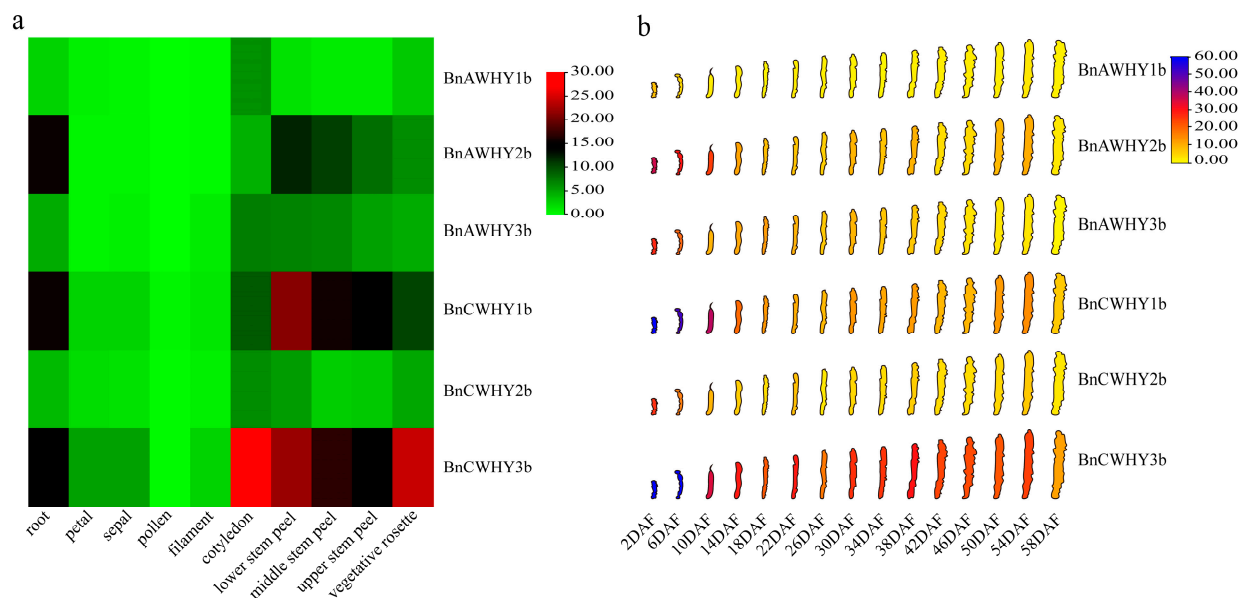 a
BnAWHY1b
BnAWHY2b
BnAWHY3b
BnCWHY1b
BnCWHY2b
BnCWHY3b
30.00
25.00
20.00
15.00
10.00
5.00
0.00
root
petal
sepal
pollen
filament
cotyledon
lower stem peel
middle stem peel
upper stem peel
vegetative rosette
b
BnAWHY1b
BnAWHY2b
BnAWHY3b
BnCWHY1b
BnCWHY2b
BnCWHY3b
60.00
50.00
40.00
30.00
20.00
10.00
0.00
2DAF
6DAF
10DAF
14DAF
18DAF
22DAF
26DAF
30DAF
34DAF
38DAF
42DAF
46DAF
50DAF
54DAF
58DAF